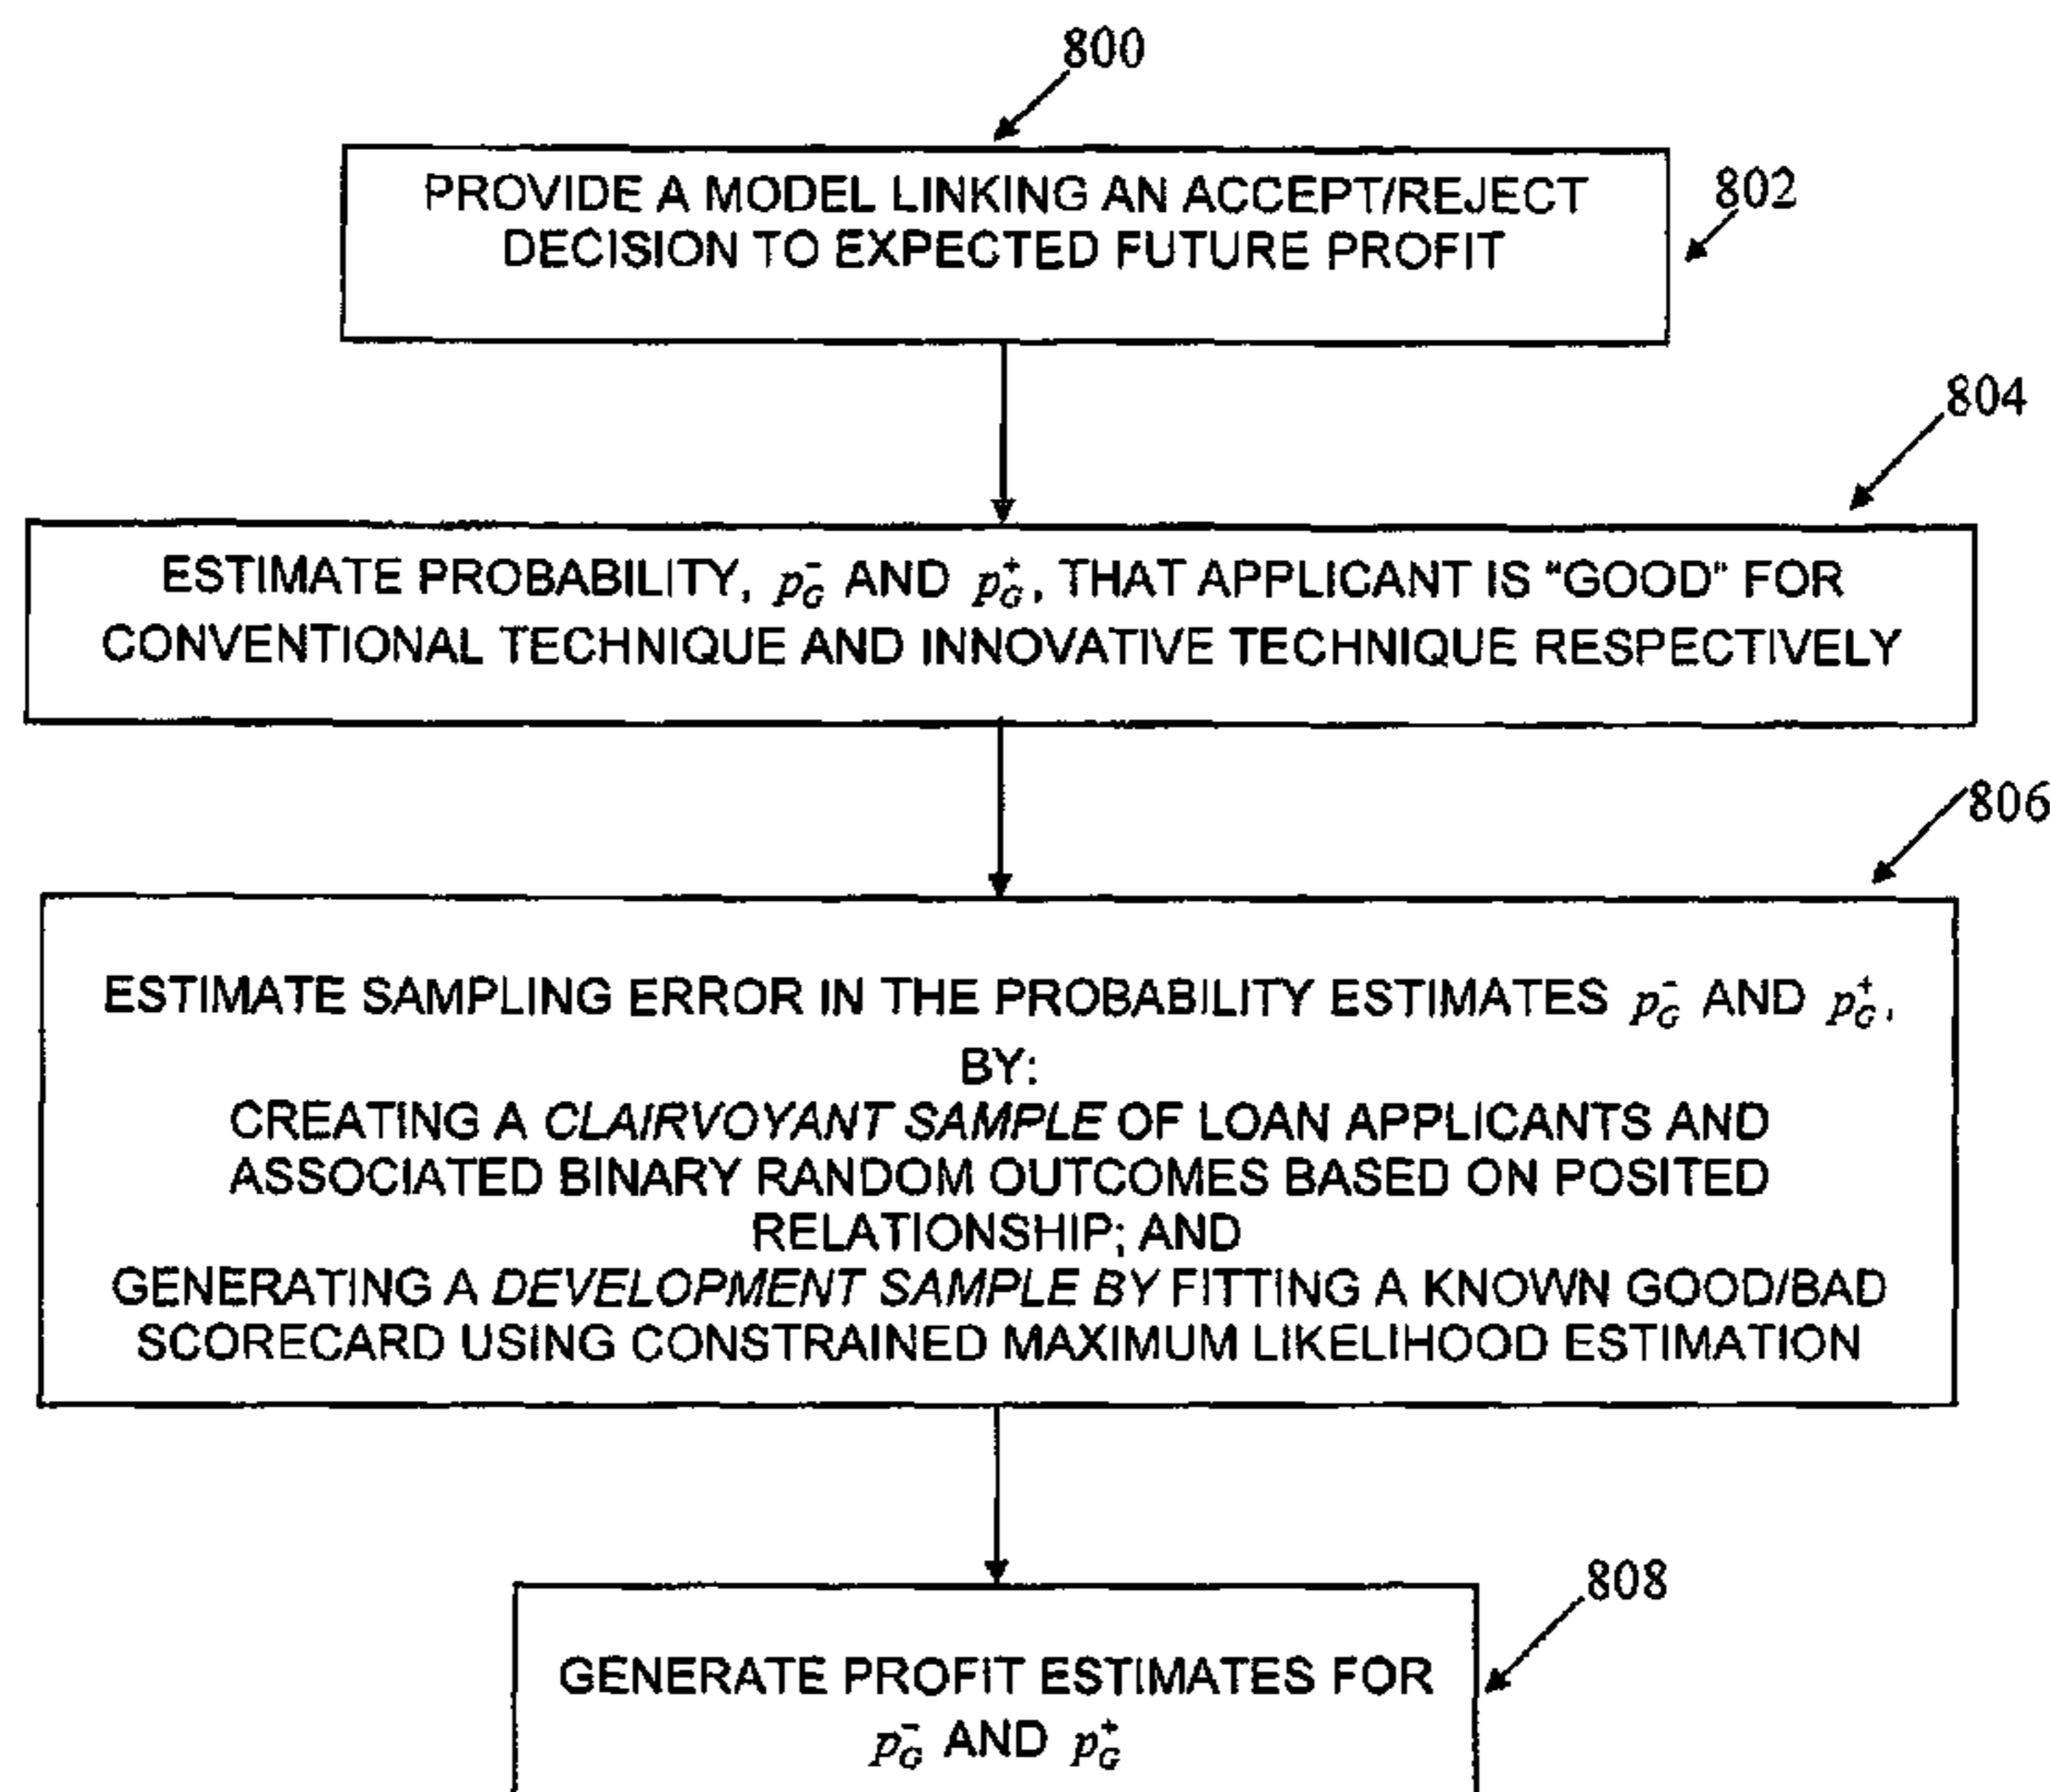 800
PROVIDE A MODEL LINKING AN ACCEPT/REJECT
DECISION TO EXPECTED FUTURE PROFIT
802
804
ESTIMATE PROBABILITY, $p_G^-$ AND $p_G^+$, THAT APPLICANT IS "GOOD" FOR
CONVENTIONAL TECHNIQUE AND INNOVATIVE TECHNIQUE RESPECTIVELY
806
ESTIMATE SAMPLING ERROR IN THE PROBABILITY ESTIMATES $p_G^-$ AND $p_G^+$,
BY:
CREATING A CLAIRVOYANT SAMPLE OF LOAN APPLICANTS AND
ASSOCIATED BINARY RANDOM OUTCOMES BASED ON POSITED
RELATIONSHIP; AND
GENERATING A DEVELOPMENT SAMPLE BY FITTING A KNOWN GOOD/BAD
SCORECARD USING CONSTRAINED MAXIMUM LIKELIHOOD ESTIMATION
808
GENERATE PROFIT ESTIMATES FOR
$p_G^-$ AND $p_G^+$